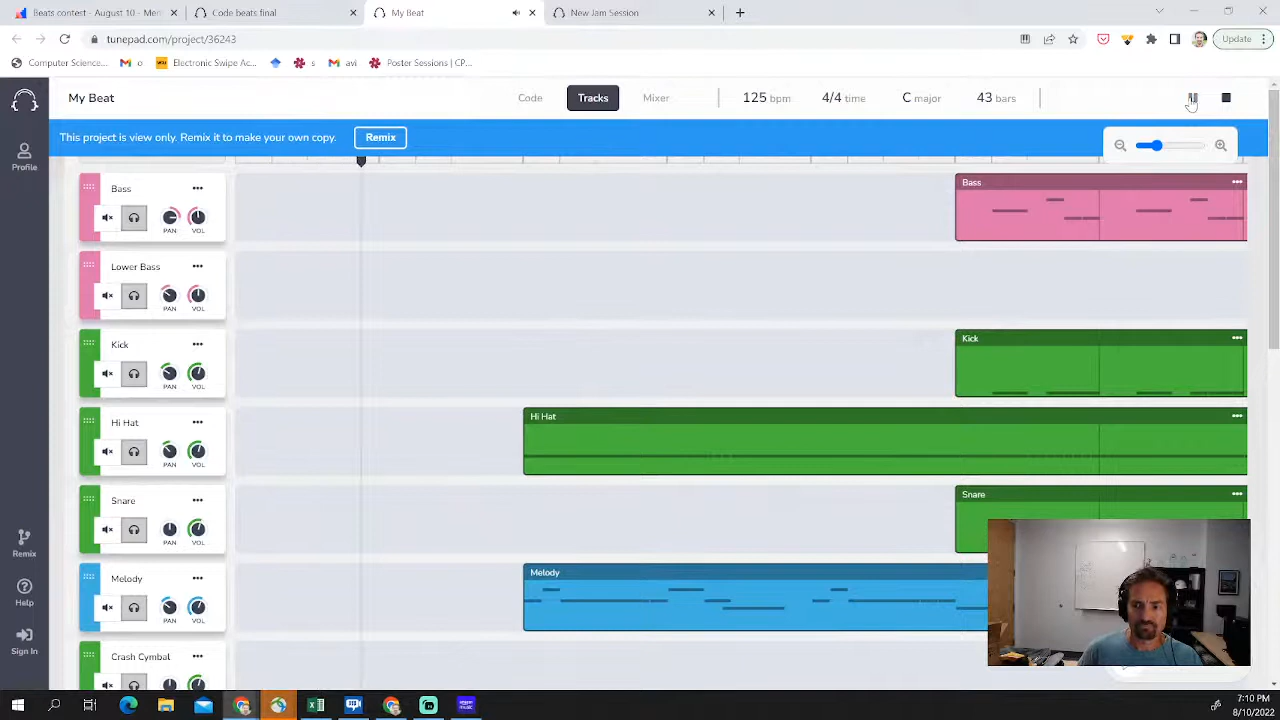 Beats contest - August 10 - Mem
Code beats final
My Beat
New Jam Session
tunepad.com/project/36243
Update
Computer Science...
o
Electronic Swipe Ac...
s
avi
Poster Sessions | CP...
My Beat
Code
Tracks
Mixer
125 bpm
4/4 time
C major
43 bars
This project is view only. Remix it to make your own copy.
Remix
Profile
Bass
PAN
VOL
Bass
Lower Bass
PAN
VOL
Kick
PAN
VOL
Kick
Hi Hat
PAN
VOL
Hi Hat
Snare
PAN
VOL
Snare
Melody
PAN
VOL
Melody
Crash Cymbal
Remix
Help
Sign In
7:10 PM
8/10/2022